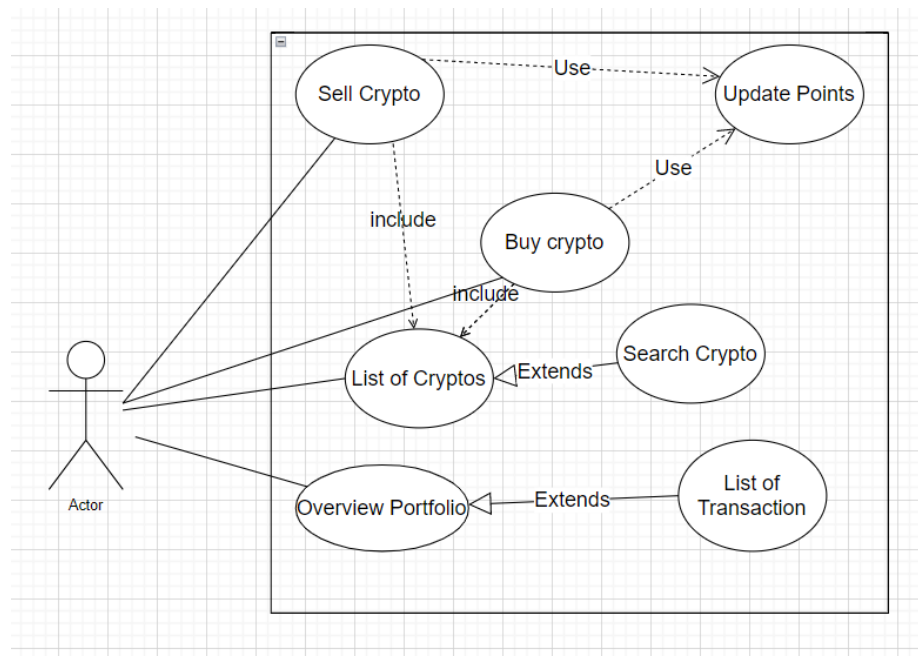 Use
Sell Crypto
Update Points
Use
include
Buy crypto
include
Search Crypto
Extends
List of Cryptos
List of
Transaction
Extends
Overview Portfolio
Actor